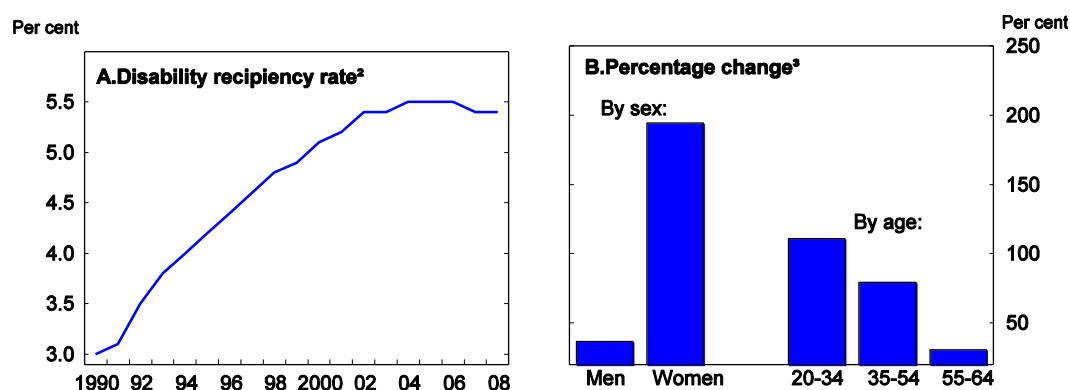 Per cent
A.Disability recipiency rate²
5.5
5.0
4.5
4.0
3.5
3.0
1990 92 94 96 98 2000 02 04 06 08
Per cent
B.Percentage change³
By sex:
By age:
250
200
150
100
50
Men Women 20-34 35-54 55-64